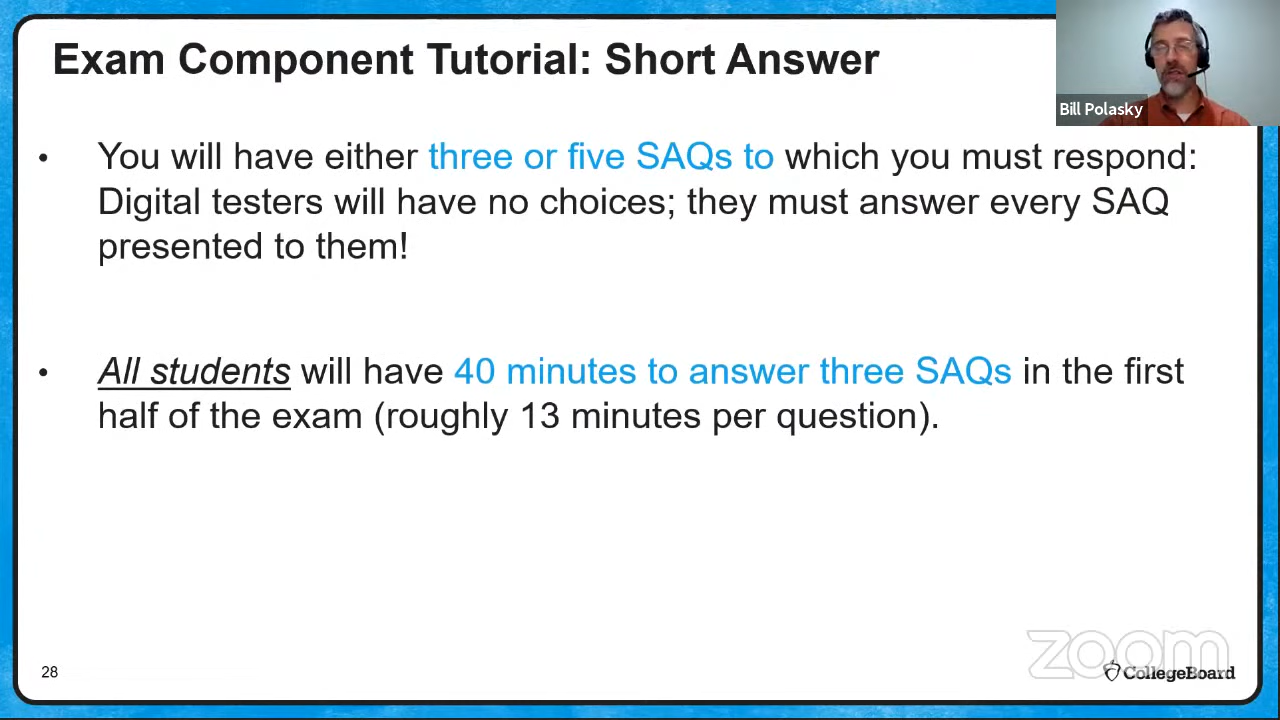 Exam Component Tutorial: Short Answer
Bill Polasky
• You will have either three or five SAQs to which you must respond:
Digital testers will have no choices; they must answer every SAQ
presented to them!
• All students will have 40 minutes to answer three SAQs in the first
half of the exam (roughly 13 minutes per question).
zoom
28
CollegeBoard